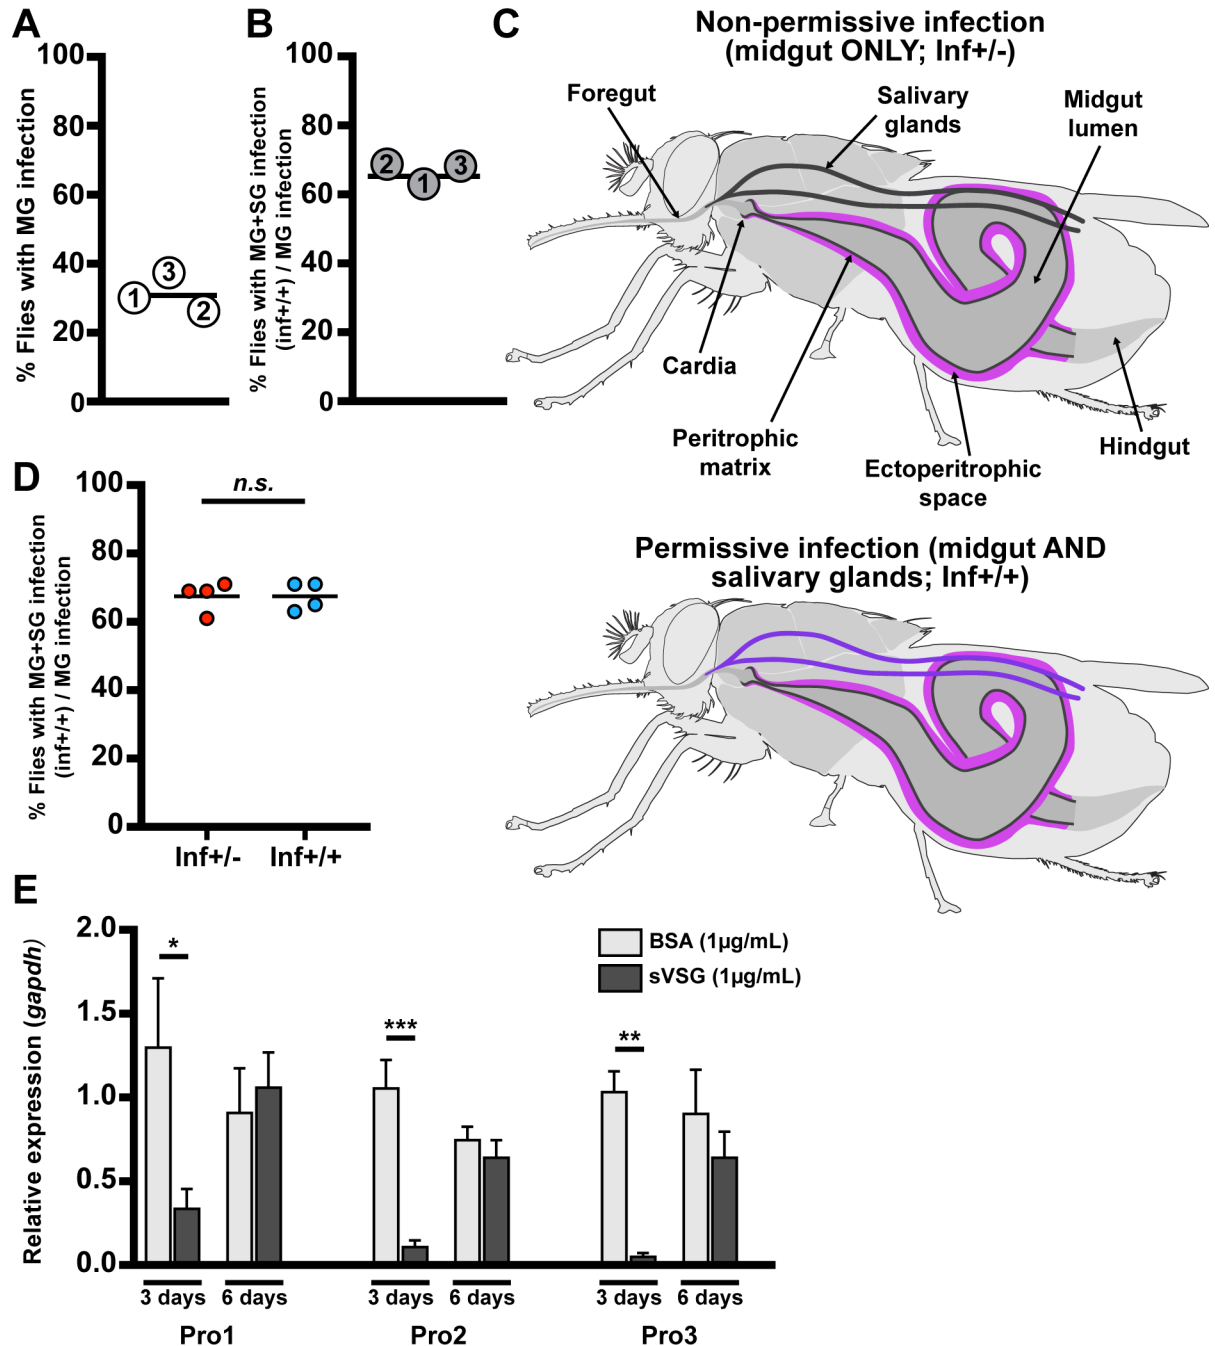 A
% Flies with MG infection
100
80
60
40
20
0
1
3
2
B
% Flies with MG+SG infection
(inf+/+) / MG infection
100
80
60
40
20
0
2
1
3
C
Non-permissive infection
(midgut ONLY; Inf+/-)
Foregut
Salivary
glands
Midgut
lumen
Cardia
Peritrophic
matrix
Ectoperitrophic
space
Hindgut
Permissive infection (midgut AND
salivary glands; Inf+/+)
D
% Flies with MG+SG infection
(inf+/+) / MG infection
100
80
60
40
20
0
n.s.
Inf+/-
Inf+/+
E
Relative expression (gapdh)
2.0
1.5
1.0
0.5
0.0
BSA (1µg/mL)
sVSG (1µg/mL)
*
***
**
3 days
6 days
3 days
6 days
3 days
6 days
Pro1
Pro2
Pro3